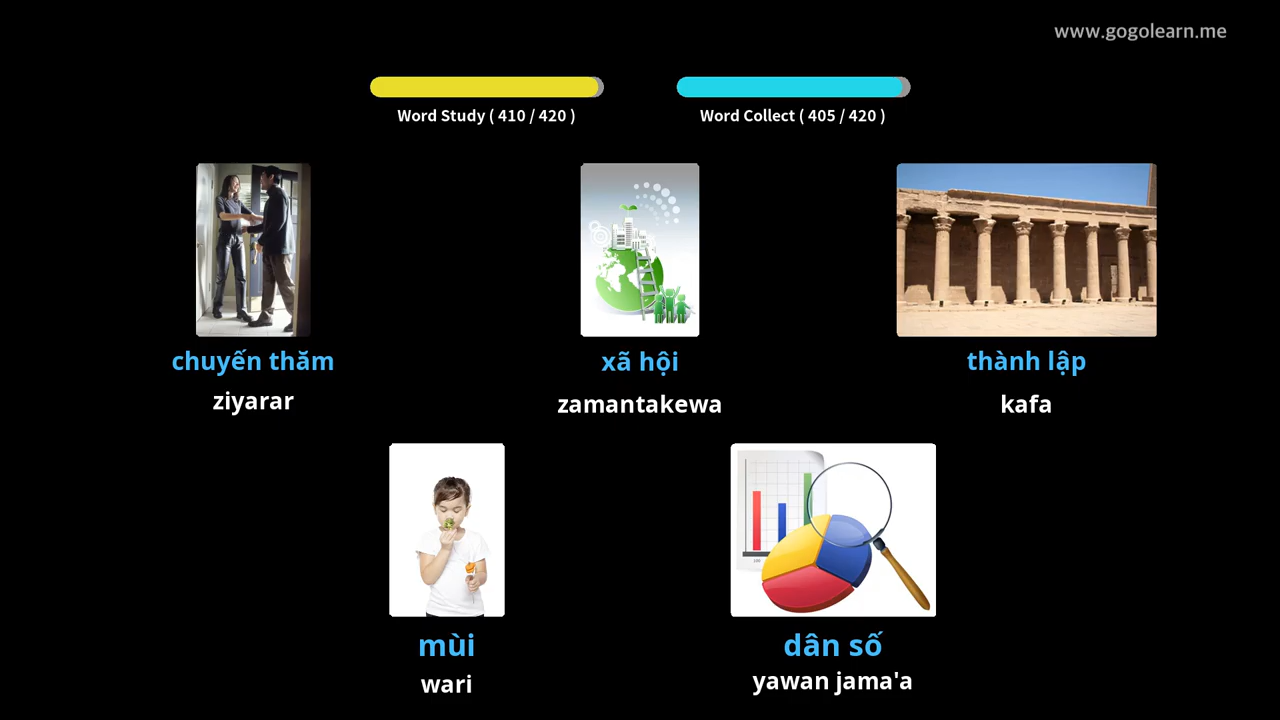 www.gogolearn.me
Word Study ( 410 / 420 )
Word Collect ( 405 / 420 )
chuyến thăm
ziyarar
xã hội
zamantakewa
thành lập
kafa
mùi
wari
dân số
yawan jama'a